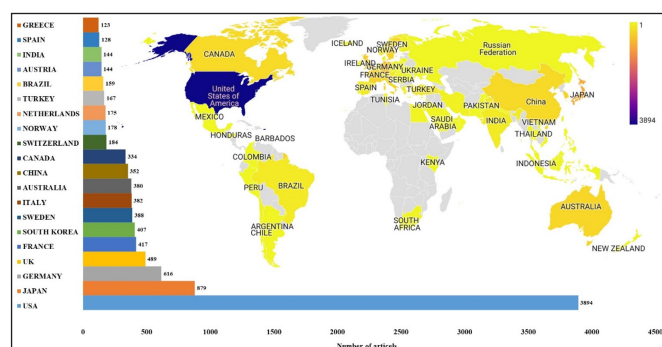 GREECE 123
SPAIN 128
INDIA 144
AUSTRIA 144
BRAZIL 159
TURKEY 167
NETHERLANDS 175
NORWAY 178
SWITZERLAND 184
CANADA 334
CHINA 352
AUSTRALIA 380
ITALY 382
SWEDEN 388
SOUTH KOREA 407
FRANCE 417
UK 489
GERMANY 616
JAPAN 879
USA 3894
0 500 1000 1500 2000 2500 3000 3500 4000 4500
Number of articels
ICELAND
SWEDEN
NORWAY
Russian
Federation
CANADA
IRELAND
GERMANY
UKRAINE
FRANCE
SERBIA
SPAIN
TURKEY
United States
of America
TUNISIA
JORDAN
PAKISTAN
China
JAPAN
MEXICO
SAUDI
ARABIA
INDIA
VIETNAM
THAILAND
HONDURAS
BARBADOS
COLOMBIA
KENYA
INDONESIA
PERU
BRAZIL
AUSTRALIA
ARGENTINA
CHILE
SOUTH
AFRICA
NEW ZEALAND
1
3894